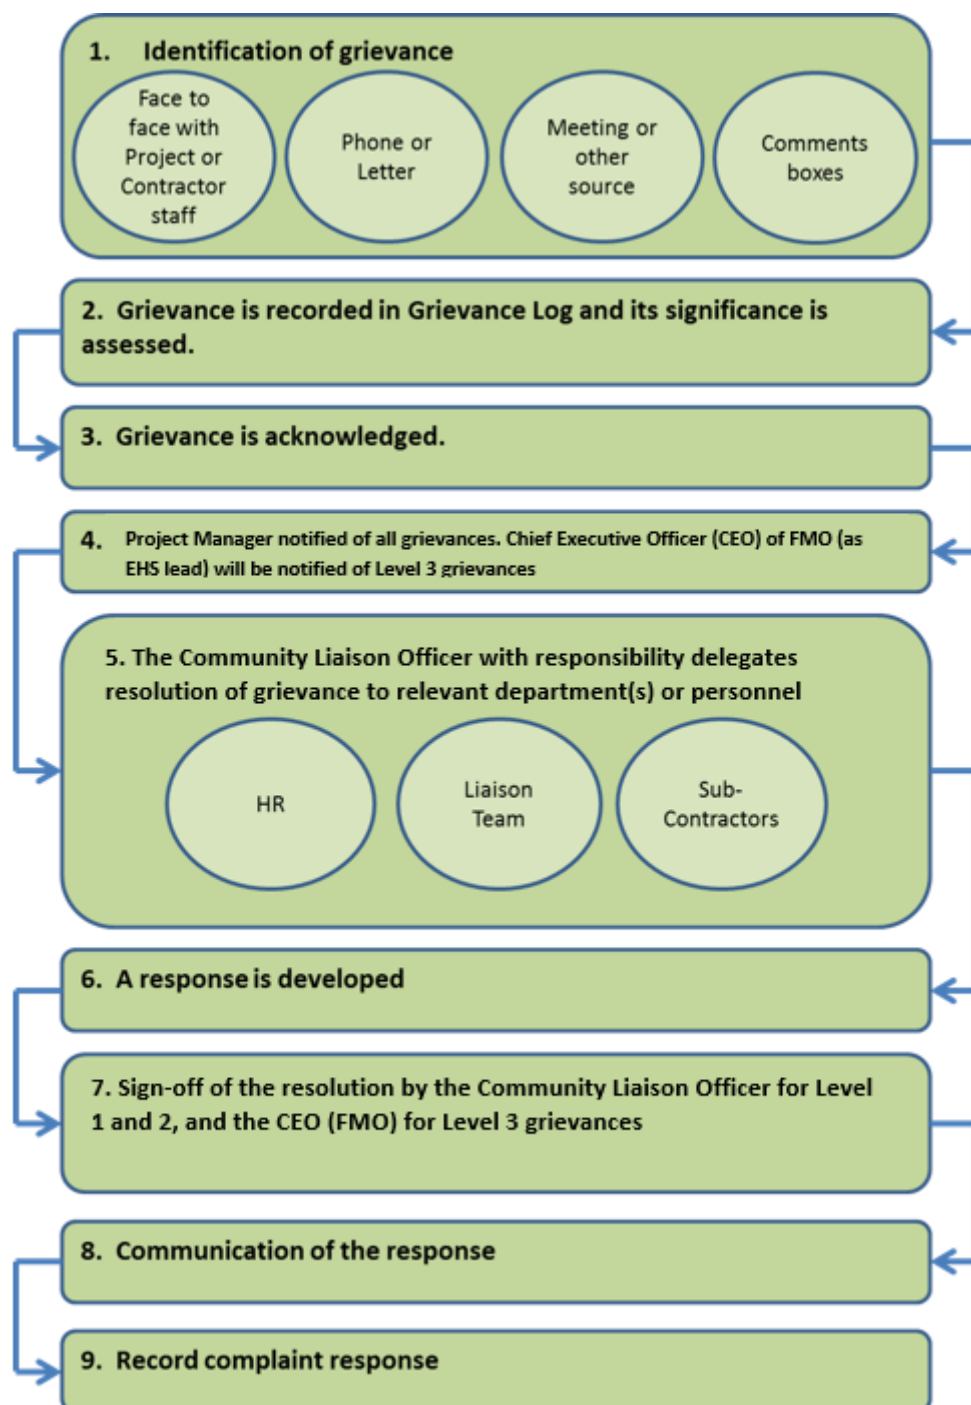 1. Identification of grievance
Face to
face with
Project or
Contractor
staff
Phone or
Letter
Meeting or
other
source
Comments
boxes
2. Grievance is recorded in Grievance Log and its significance is
assessed.
3. Grievance is acknowledged.
4. Project Manager notified of all grievances. Chief Executive Officer (CEO) of FMO (as
EHS lead) will be notified of Level 3 grievances
5. The Community Liaison Officer with responsibility delegates
resolution of grievance to relevant department(s) or personnel
HR
Liaison
Team
Sub-
Contractors
6. A response is developed
7. Sign-off of the resolution by the Community Liaison Officer for Level
1 and 2, and the CEO (FMO) for Level 3 grievances
8. Communication of the response
9. Record complaint response